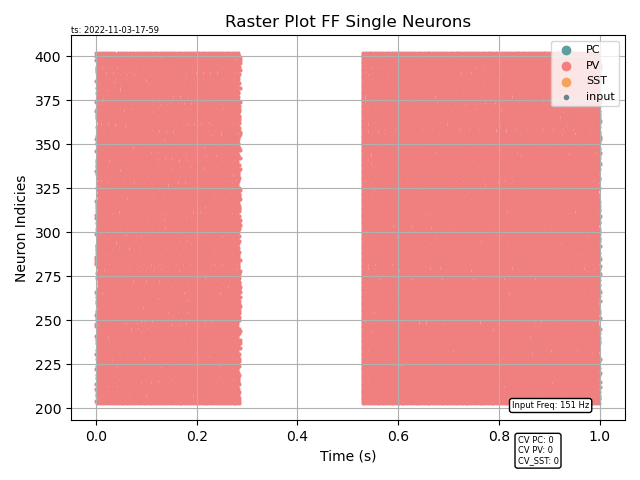 Raster Plot FF Single Neurons
ts: 2022-11-03-17-59
PC
PV
SST
input
400
375
350
325
300
275
250
225
200
Neuron Indicies
Input Freq: 151 Hz
0.0 0.2 0.4 0.6 0.8 1.0
Time (s)
CV PC: 0
CV PV: 0
CV_SST: 0